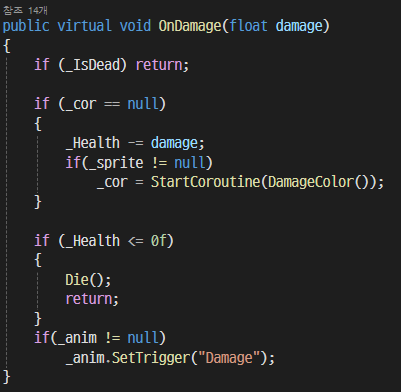 참조 14개
public virtual void OnDamage(float damage)
{
    if (_IsDead) return;

    if (_cor == null)
    {
        _Health -= damage;
        if(_sprite != null)
            _cor = StartCoroutine(DamageColor());
    }

    if (_Health <= 0f)
    {
        Die();
        return;
    }
    if(_anim != null)
        _anim.SetTrigger("Damage");
}